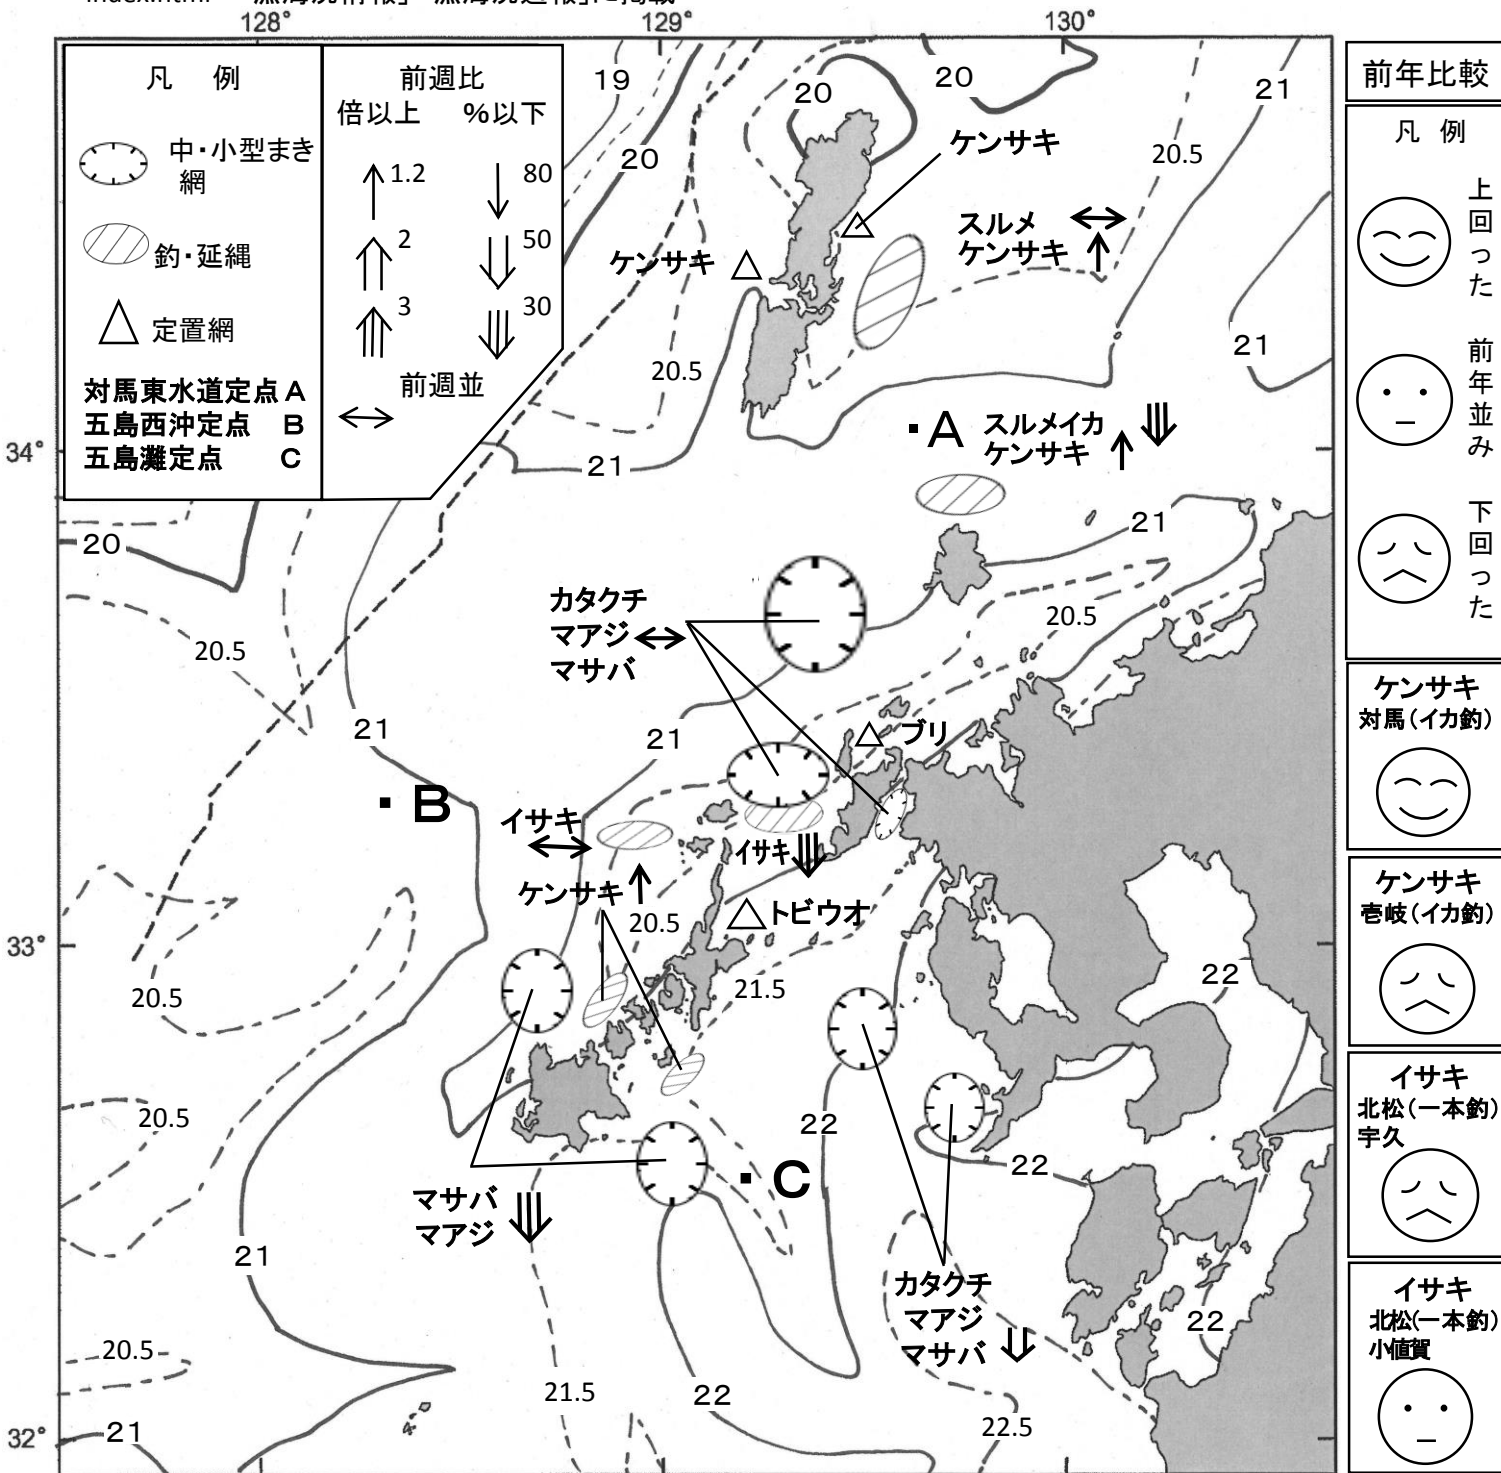 128°
129°
130°
凡 例
中・小型まき
網
釣・延縄
定置網
対馬東水道定点 A
五島西沖定点 B
五島灘定点 C
前週比
倍以上 %以下
1.2 80
2 50
3 30
前週並
19
20
20
20
21
ケンサキ
20.5
スルメ
ケンサキ
ケンサキ
20.5
21
34°
21
A
スルメイカ
ケンサキ
20
21
カタクチ
マアジ
マサバ
20.5
20.5
21
21
ブリ
B
イサキ
イサキ
ケンサキ
20.5
トビウオ
33°
20.5
21.5
22
20.5
22
22
C
マサバ
マアジ
21
カタクチ
マアジ
マサバ
22
20.5
21.5
22
22.5
21
32°
前年比較
凡 例
上回った
前年並み
下回った
ケンサキ
対馬(イカ釣)
ケンサキ
壱岐(イカ釣)
イサキ
北松(一本釣)
宇久
イサキ
北松(一本釣)
小値賀